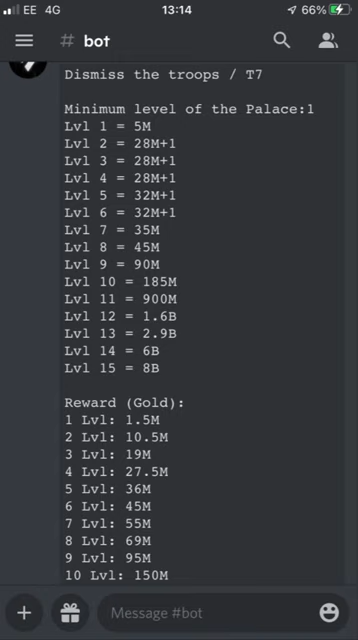 EE 4G 13:14 66%
# bot
Dismiss the troops / T7
Minimum level of the Palace:1
Lvl 1 = 5M
Lvl 2 = 28M+1
Lvl 3 = 28M+1
Lvl 4 = 28M+1
Lvl 5 = 32M+1
Lvl 6 = 32M+1
Lvl 7 = 35M
Lvl 8 = 45M
Lvl 9 = 90M
Lvl 10 = 185M
Lvl 11 = 900M
Lvl 12 = 1.6B
Lvl 13 = 2.9B
Lvl 14 = 6B
Lvl 15 = 8B
Reward (Gold):
1 Lvl: 1.5M
2 Lvl: 10.5M
3 Lvl: 19M
4 Lvl: 27.5M
5 Lvl: 36M
6 Lvl: 45M
7 Lvl: 55M
8 Lvl: 69M
9 Lvl: 95M
10 Lvl: 150M
Message #bot